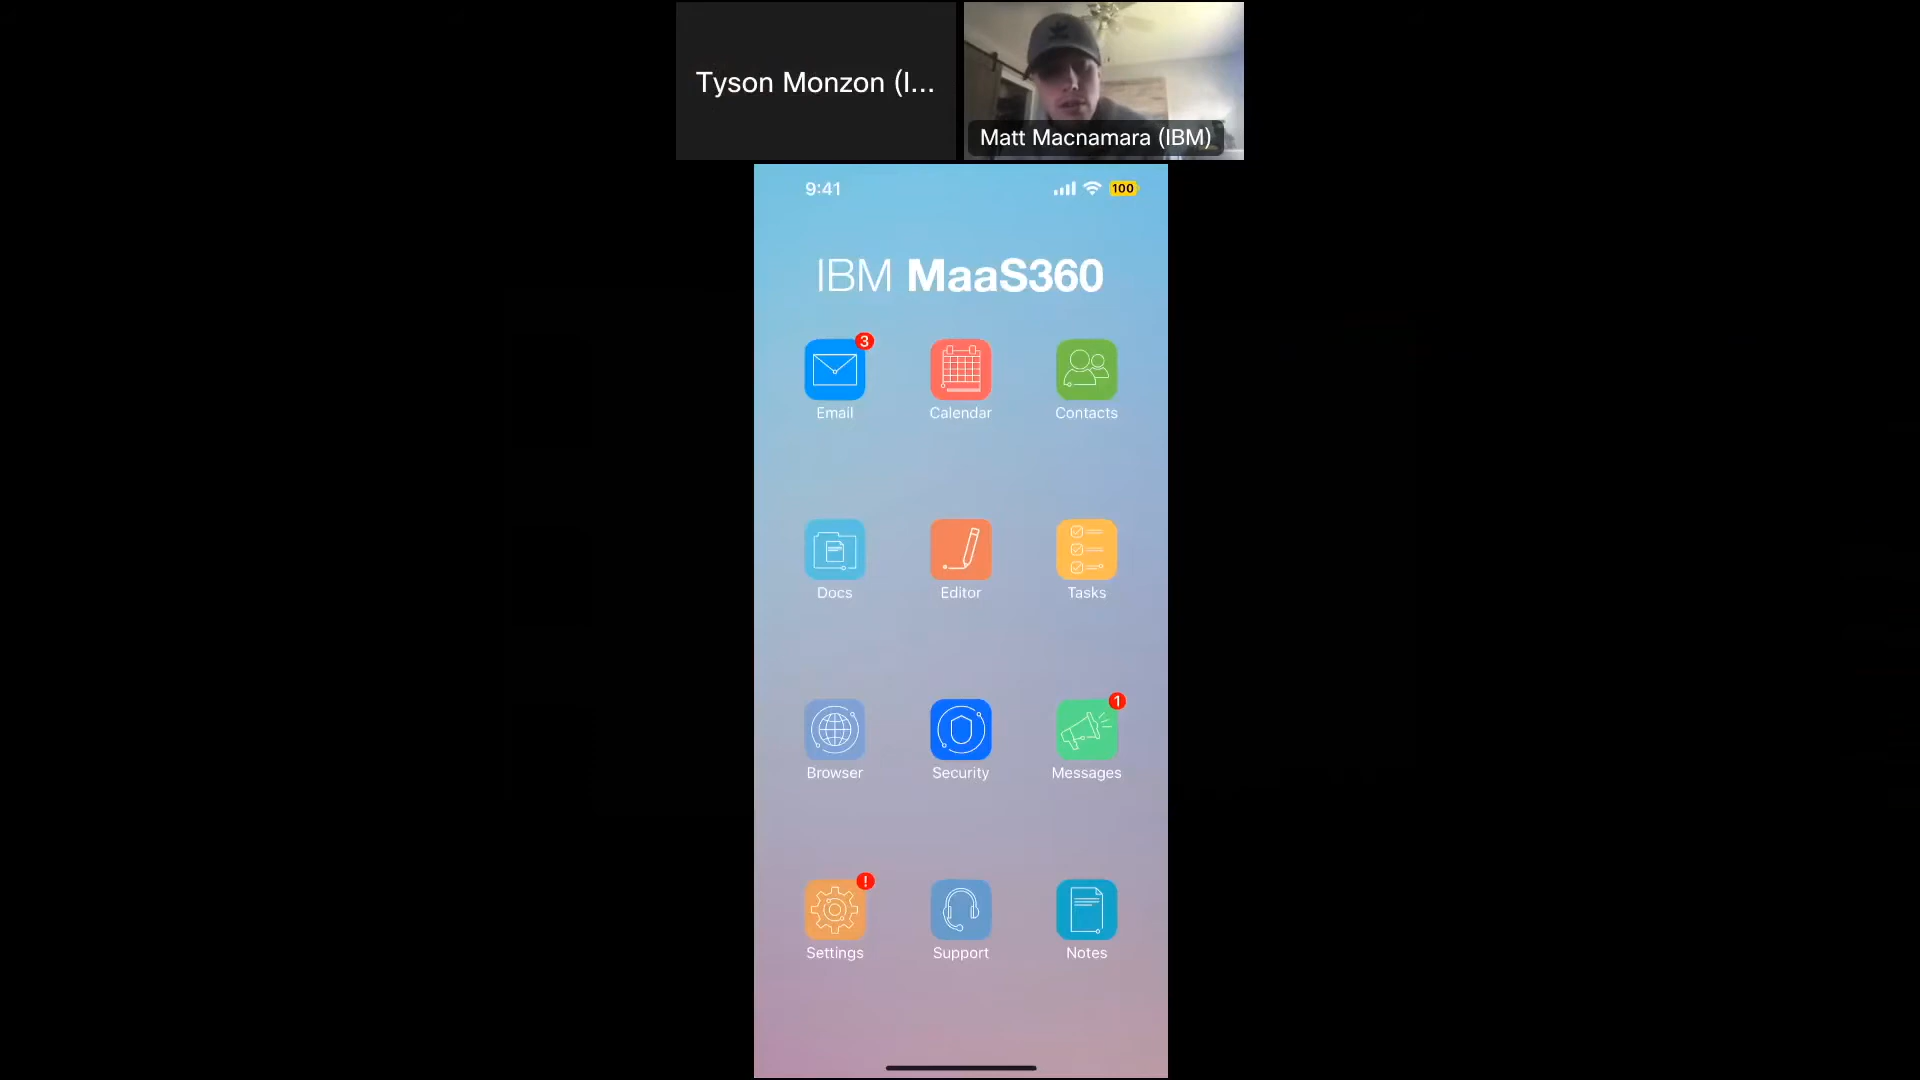 Tyson Monzon (I...
Matt Macnamara (IBM)
9:41
100
IBM MaaS360
3
Email
Calendar
Contacts
Docs
Editor
Tasks
1
Browser
Security
Messages
!
Settings
Support
Notes